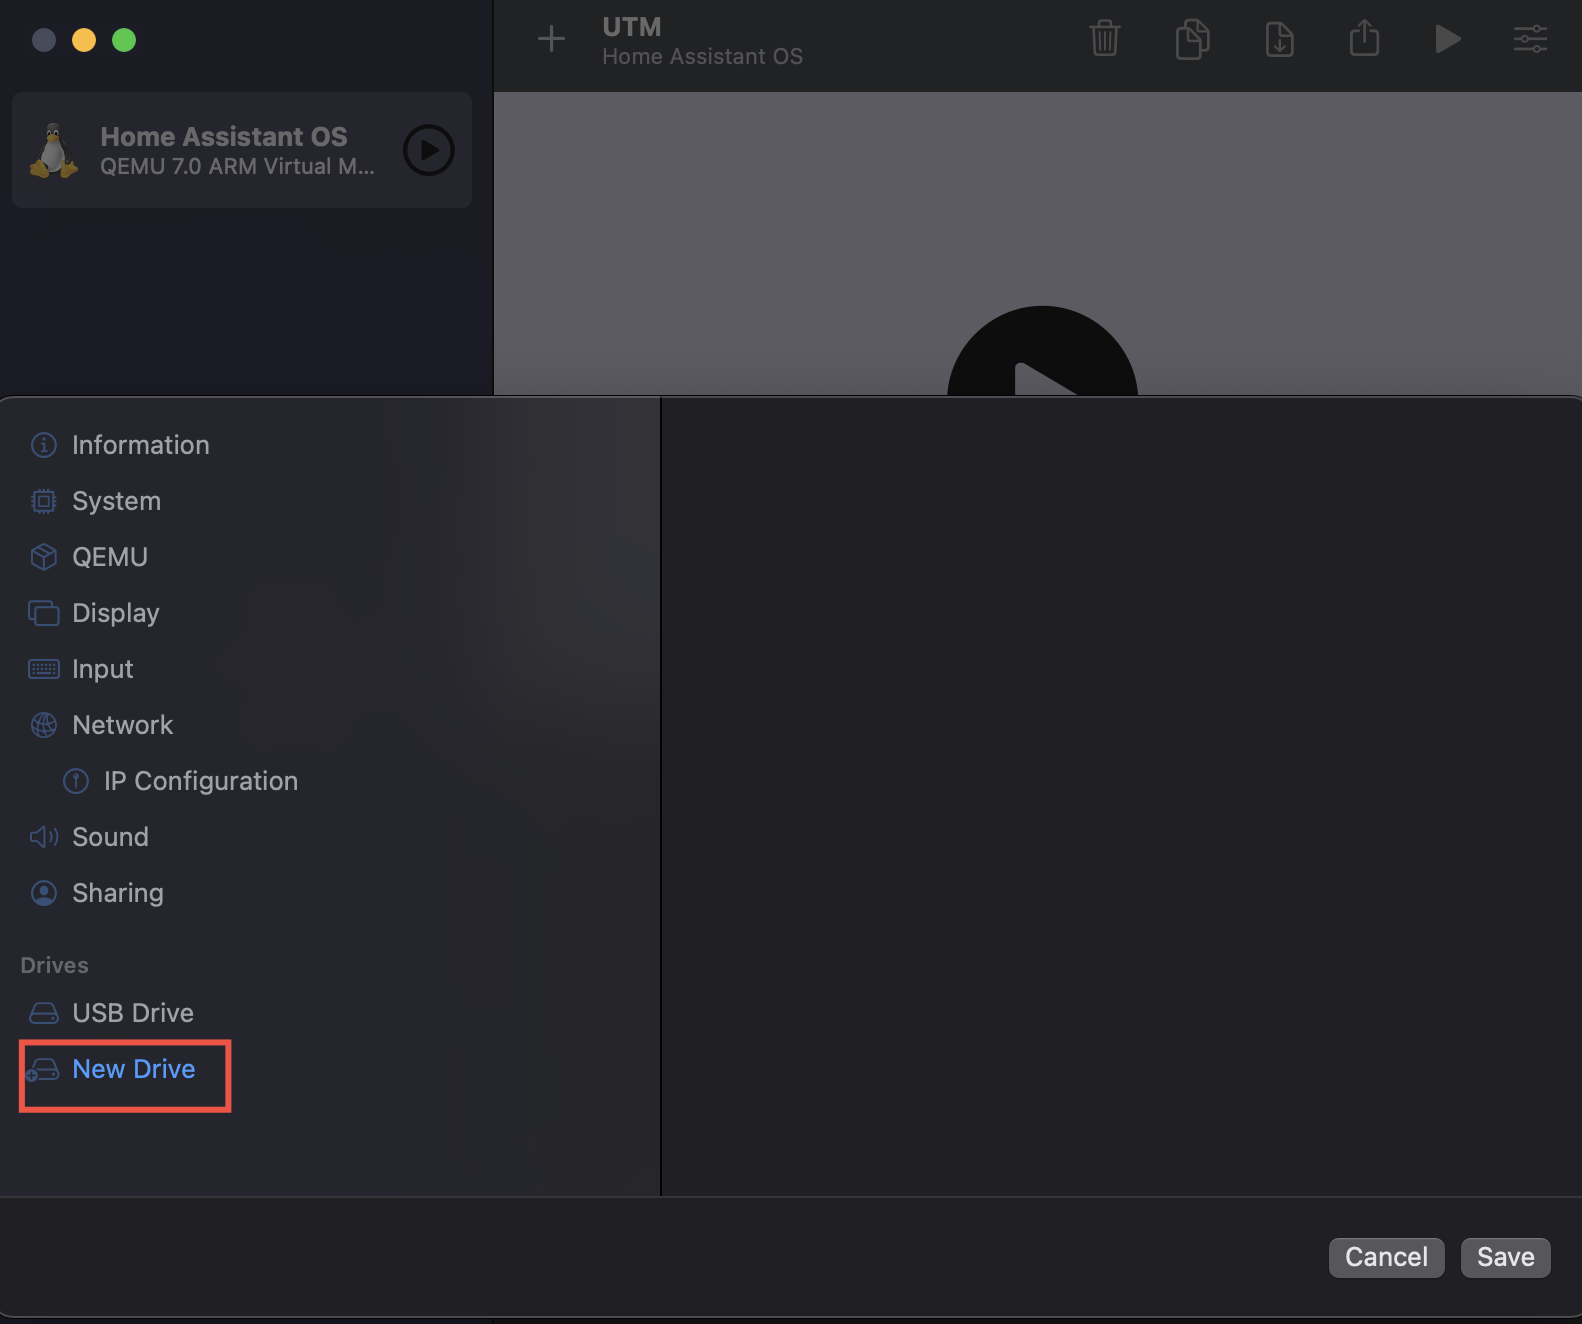 UTM
Home Assistant OS
Home Assistant OS
QEMU 7.0 ARM Virtual M...
Information
System
QEMU
Display
Input
Network
IP Configuration
Sound
Sharing
Drives
USB Drive
New Drive
Cancel
Save